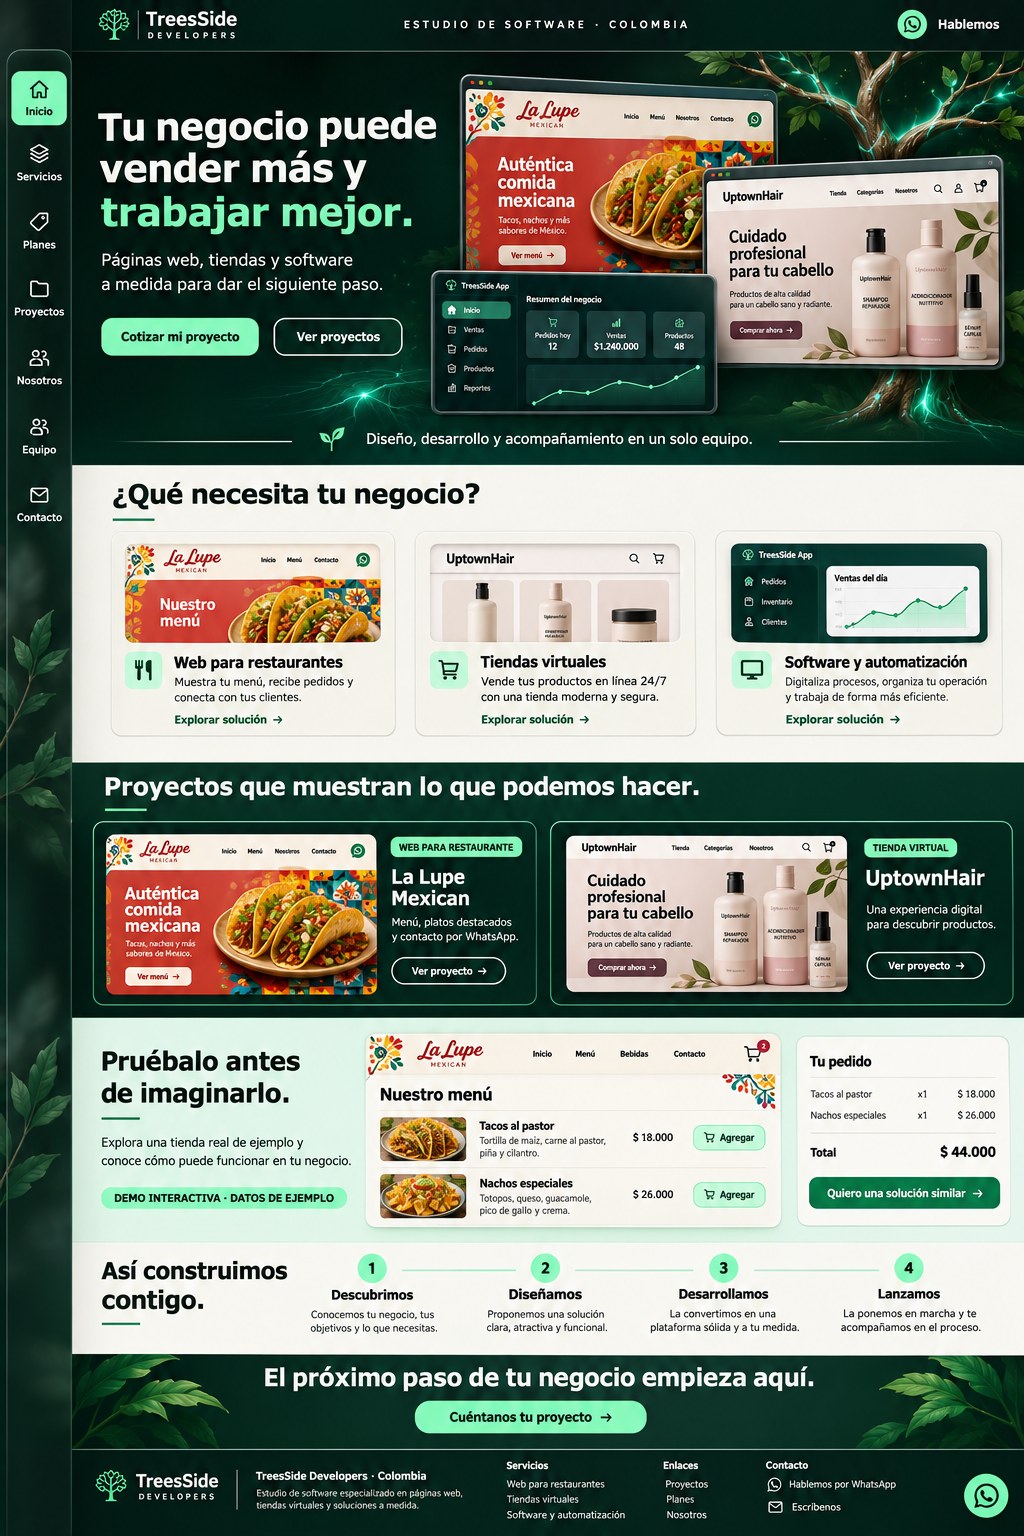 TreesSide
DEVELOPERS
ESTUDIO DE SOFTWARE · COLOMBIA
Hablemos
Inicio
Servicios
Planes
Proyectos
Nosotros
Equipo
Contacto
Tu negocio puede
vender más y
trabajar mejor.
Páginas web, tiendas y software
a medida para dar el siguiente paso.
Cotizar mi proyecto
Ver proyectos
La Lupe
MEXICAN
Inicio Menú Nosotros Contacto
Auténtica
comida
mexicana
Tacos, nachos y más
sabores de México.
Ver menú →
UptownHair
Tienda Categorías Nosotros
Cuidado
profesional
para tu cabello
Productos de alta calidad
para un cabello sano y radiante.
Comprar ahora →
UptownHair
SHAMPOO
REPARADOR
ACONDICIONADOR
NUTRITIVO
SÉRUM
CAPILAR
TreesSide App
Inicio
Ventas
Pedidos
Productos
Reportes
Resumen del negocio
Pedidos hoy
12
Ventas
$1.240.000
Productos
48
Diseño, desarrollo y acompañamiento en un solo equipo.
¿Qué necesita tu negocio?
La Lupe
MEXICAN
Inicio Menú Contacto
Nuestro
menú
Web para restaurantes
Muestra tu menú, recibe pedidos y
conecta con tus clientes.
Explorar solución →
UptownHair
UptownHair
Tiendas virtuales
Vende tus productos en línea 24/7
con una tienda moderna y segura.
Explorar solución →
TreesSide App
Pedidos
Inventario
Clientes
Ventas del día
Software y automatización
Digitaliza procesos, organiza tu operación
y trabaja de forma más eficiente.
Explorar solución →
Proyectos que muestran lo que podemos hacer.
La Lupe
MEXICAN
Inicio Menú Nosotros Contacto
Auténtica
comida
mexicana
Tacos, nachos y más
sabores de México.
Ver menú →
WEB PARA RESTAURANTE
La Lupe
Mexican
Menú, platos destacados
y contacto por WhatsApp.
Ver proyecto →
UptownHair
Tienda Categorías Nosotros
Cuidado
profesional
para tu cabello
Productos de alta calidad
para un cabello sano y radiante.
Comprar ahora →
UptownHair
SHAMPOO
REPARADOR
ACONDICIONADOR
NUTRITIVO
SÉRUM
CAPILAR
TIENDA VIRTUAL
UptownHair
Una experiencia digital
para descubrir productos.
Ver proyecto →
Pruébalo antes
de imaginarlo.
Explora una tienda real de ejemplo y
conoce cómo puede funcionar en tu negocio.
DEMO INTERACTIVA · DATOS DE EJEMPLO
La Lupe
MEXICAN
Inicio Menú Bebidas Contacto
2
Nuestro menú
Tacos al pastor
Tortilla de maíz, carne al pastor,
piña y cilantro.
$ 18.000
Agregar
Nachos especiales
Totopos, queso, guacamole,
pico de gallo y crema.
$ 26.000
Agregar
Tu pedido
Tacos al pastor x1 $ 18.000
Nachos especiales x1 $ 26.000
Total $ 44.000
Quiero una solución similar →
Así construimos
contigo.
1
Descubrimos
Conocemos tu negocio, tus
objetivos y lo que necesitas.
2
Diseñamos
Proponemos una solución
clara, atractiva y funcional.
3
Desarrollamos
La convertimos en una
plataforma sólida y a tu medida.
4
Lanzamos
La ponemos en marcha y te
acompañamos en el proceso.
El próximo paso de tu negocio empieza aquí.
Cuéntanos tu proyecto →
TreesSide
DEVELOPERS
TreesSide Developers · Colombia
Estudio de software especializado en páginas web,
tiendas virtuales y soluciones a medida.
Servicios
Web para restaurantes
Tiendas virtuales
Software y automatización
Enlaces
Proyectos
Planes
Nosotros
Contacto
Hablemos por WhatsApp
Escríbenos